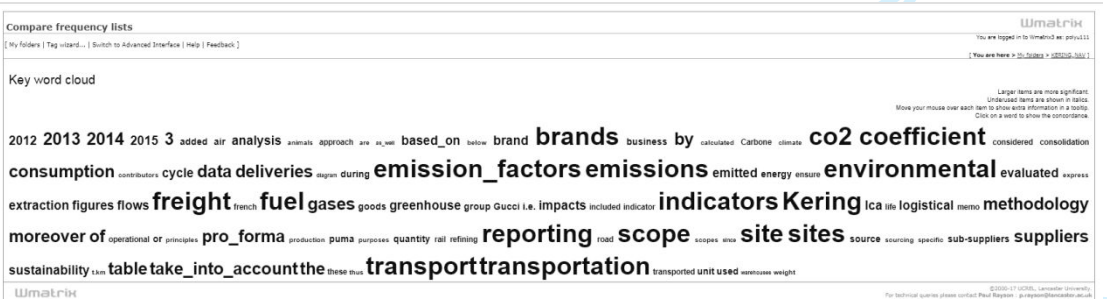 Compare frequency lists
Wmatrix
You are logged in to Wmatrix3 as: polyu111
[ My folders | Tag wizard... | Switch to Advanced Interface | Help | Feedback ]
[ You are here > My folders > KERING_NAV ]
Key word cloud
Larger items are more significant.
Underused items are shown in italics.
Move your mouse over each item to show extra information in a tooltip.
Click on a word to show the concordance.
2012 2013 2014 2015 3 added air analysis animals approach are as_well based_on below brand brands business by calculated Carbone climate co2 coefficient considered consolidation
consumption contributors cycle data deliveries diagram during emission_factors emissions emitted energy ensure environmental evaluated express
extraction figures flows freight french fuel gases goods greenhouse group Gucci i.e. impacts included indicator indicators Kering lca life logistical memo methodology
moreover of operational or principles pro_forma production puma purposes quantity rail refining reporting road scope scopes since site sites source sourcing specific sub-suppliers suppliers
sustainability t.km table take_into_account the these thus transport transportation transported unit used warehouses weight
Wmatrix
©2000-17 UCREL, Lancaster University.
For technical queries please contact Paul Rayson : p.rayson@lancaster.ac.uk